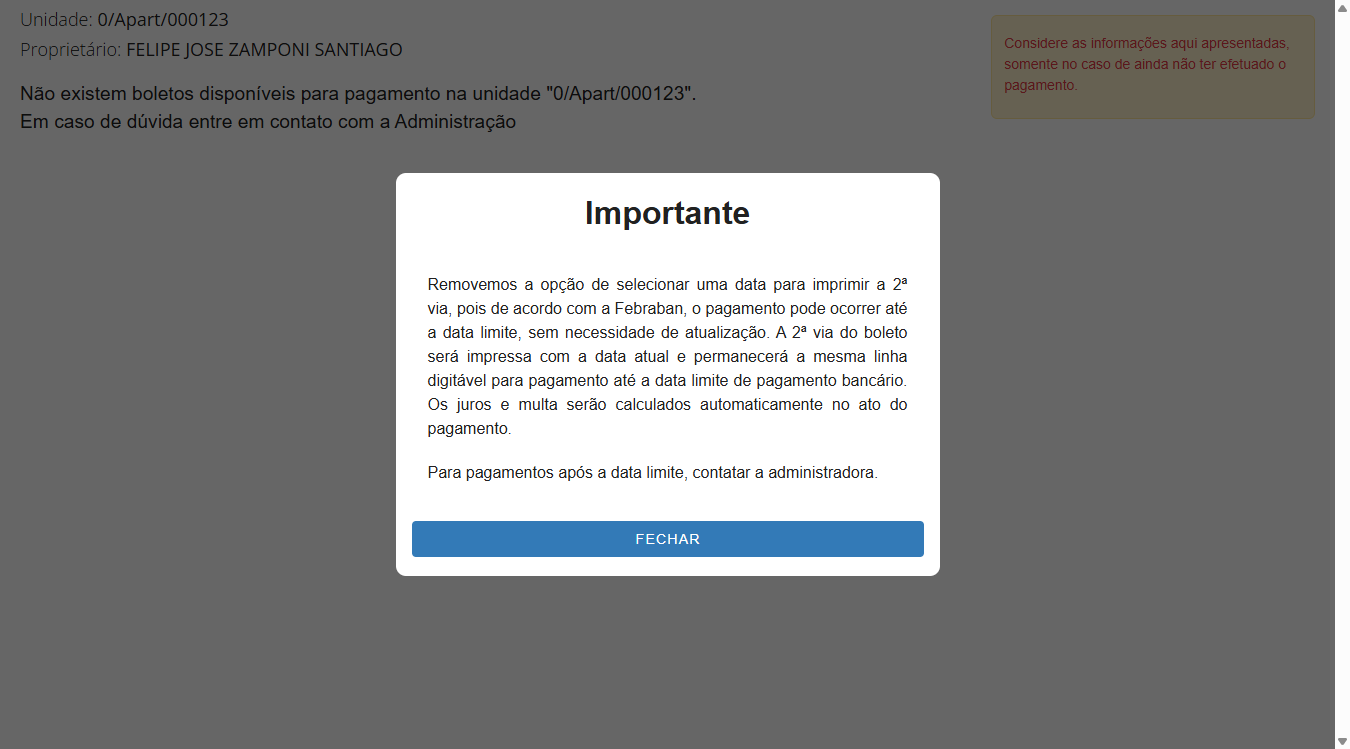 Unidade: 0/Apart/000123
Proprietário: FELIPE JOSE ZAMPONI SANTIAGO
Não existem boletos disponíveis para pagamento na unidade "0/Apart/000123".
Em caso de dúvida entre em contato com a Administração
Considere as informações aqui apresentadas,
somente no caso de ainda não ter efetuado o
pagamento.
Importante
Removemos a opção de selecionar uma data para imprimir a 2ª
via, pois de acordo com a Febraban, o pagamento pode ocorrer até
a data limite, sem necessidade de atualização. A 2ª via do boleto
será impressa com a data atual e permanecerá a mesma linha
digitável para pagamento até a data limite de pagamento bancário.
Os juros e multa serão calculados automaticamente no ato do
pagamento.
Para pagamentos após a data limite, contatar a administradora.
FECHAR